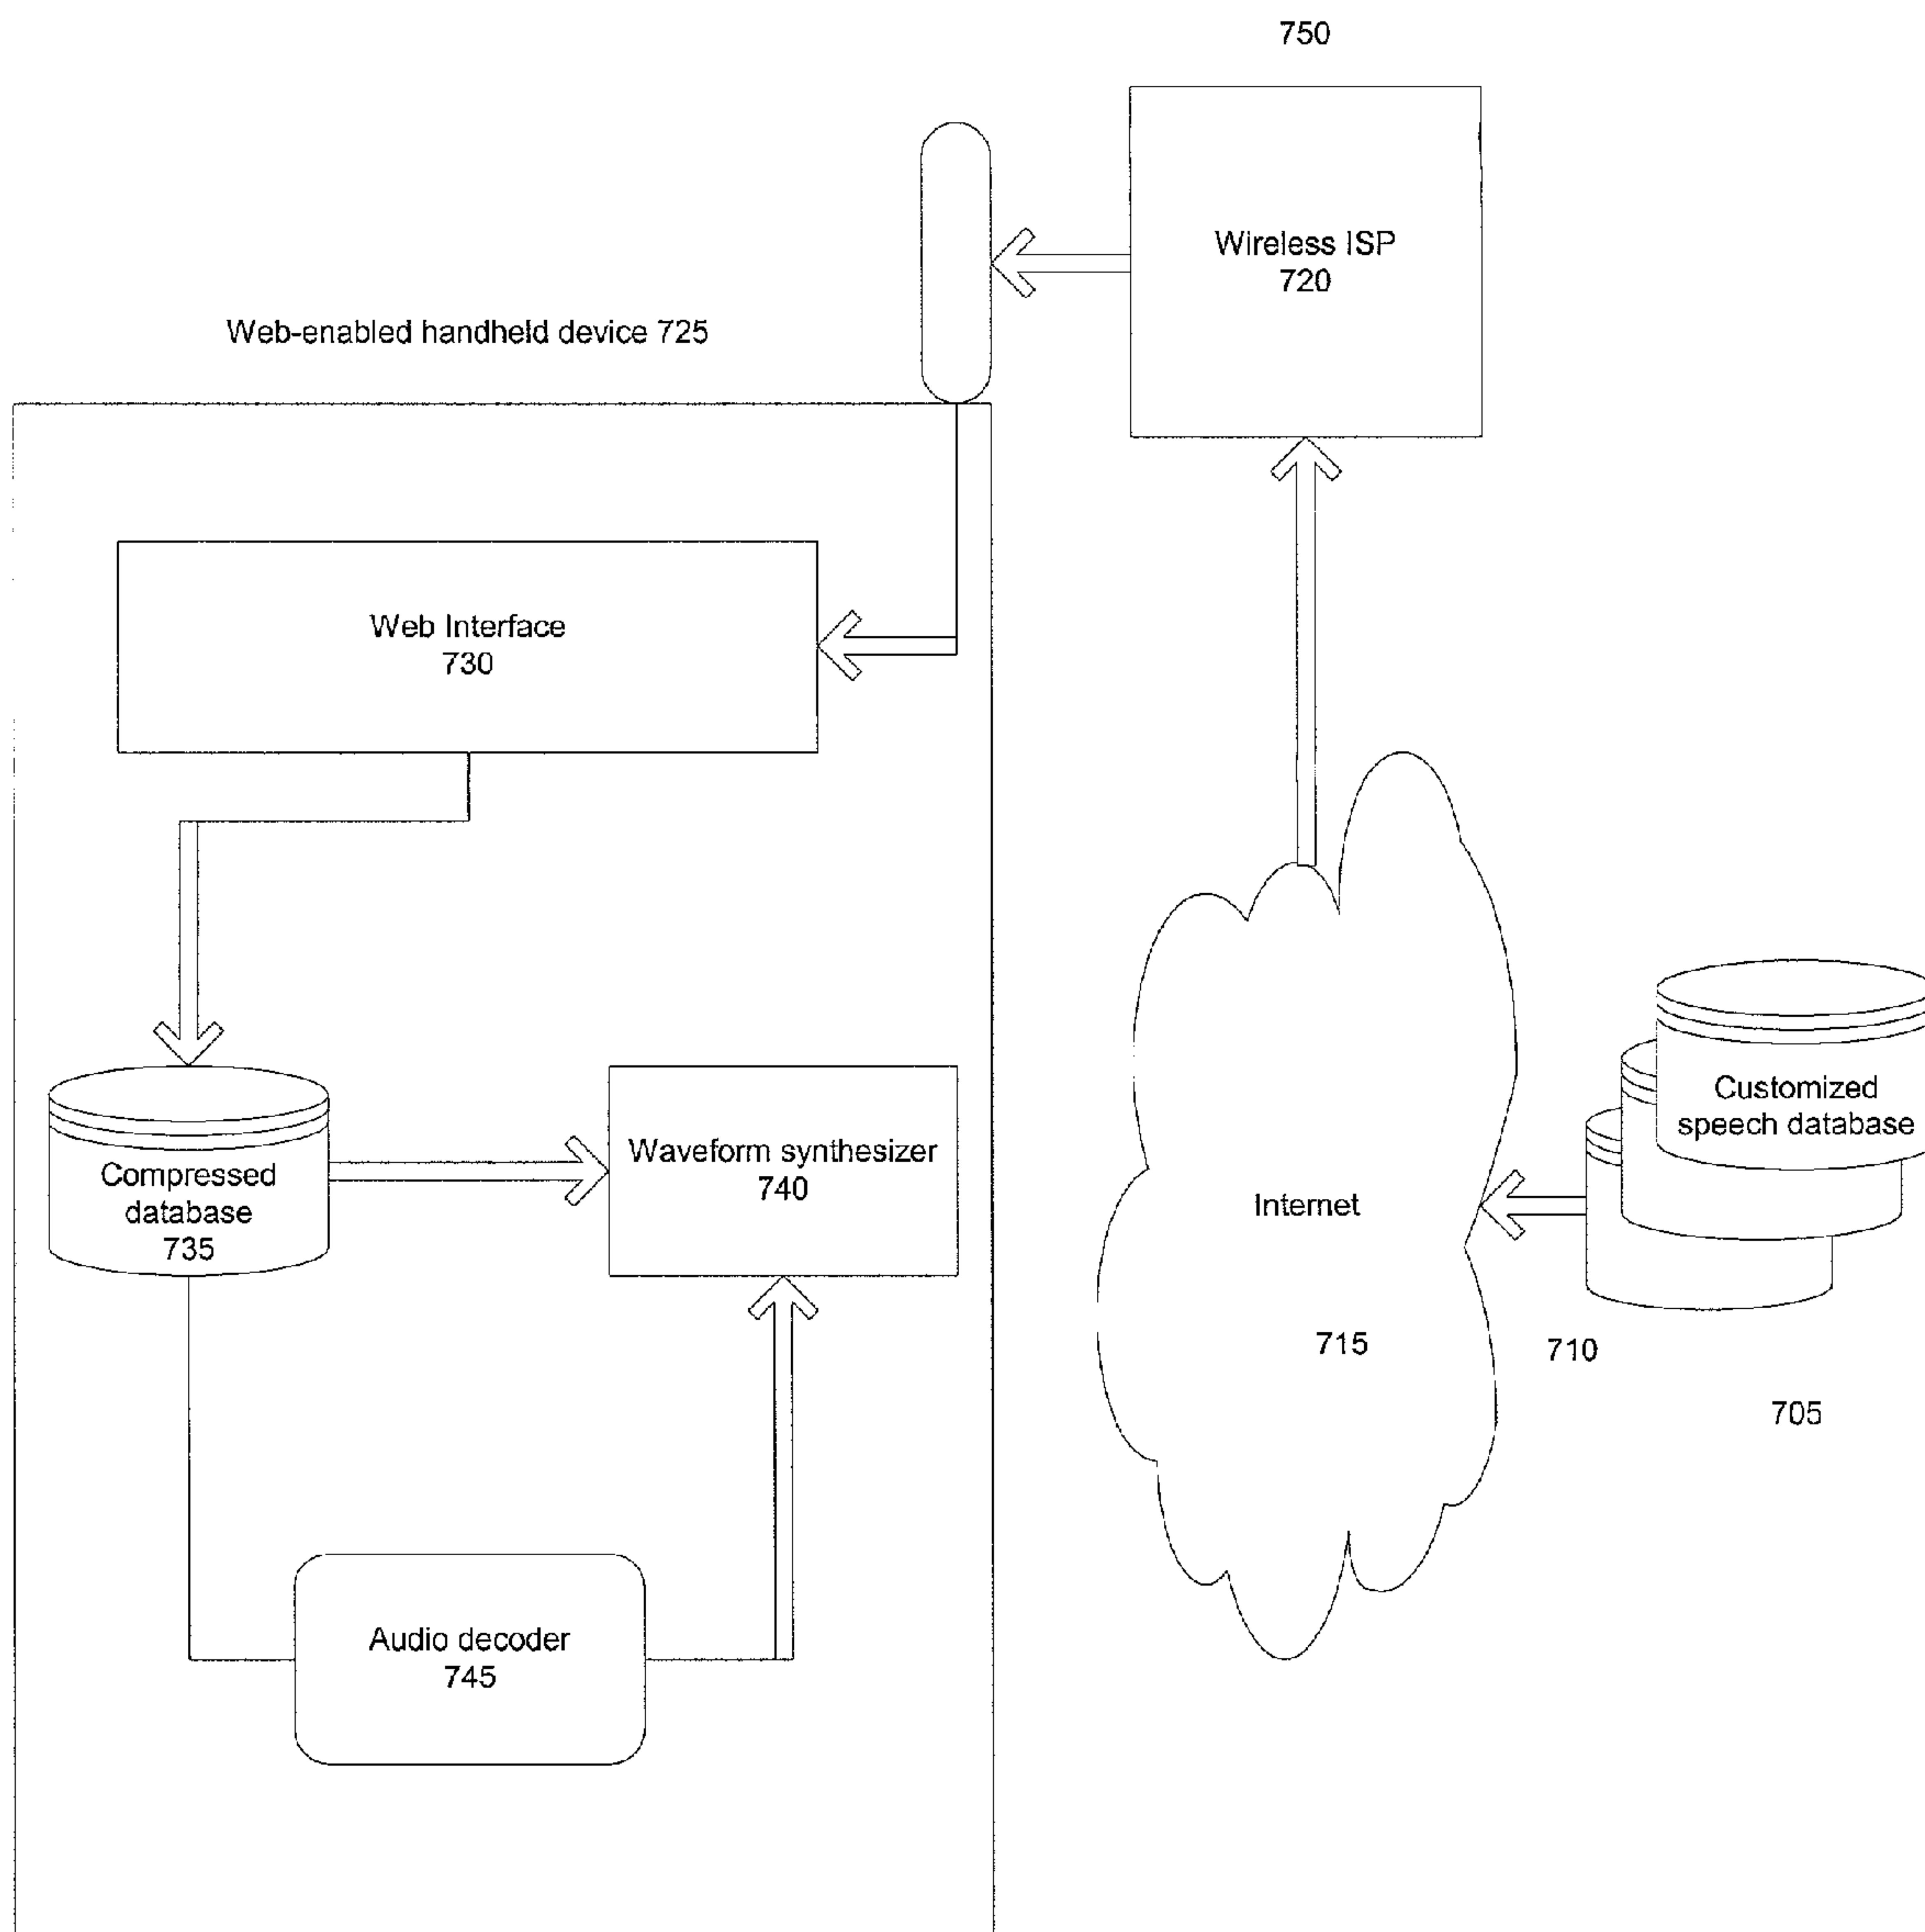 750
Wireless ISP
720
Web-enabled handheld device 725
Web Interface
730
Customized
speech database
Compressed
database
735
Waveform synthesizer
740
Internet
715
710
705
Audio decoder
745